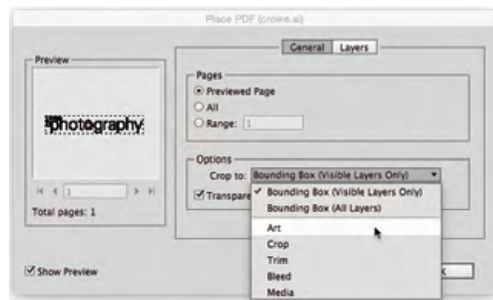 Place PDF (crowe.ai)
General Layers
Preview
photography
1
Total pages: 1
Pages
Previewed Page
All
Range: 1
Options
Crop to: Bounding Box (Visible Layers Only)
Bounding Box (Visible Layers Only)
Bounding Box (All Layers)
Art
Crop
Trim
Bleed
Media
Show Preview